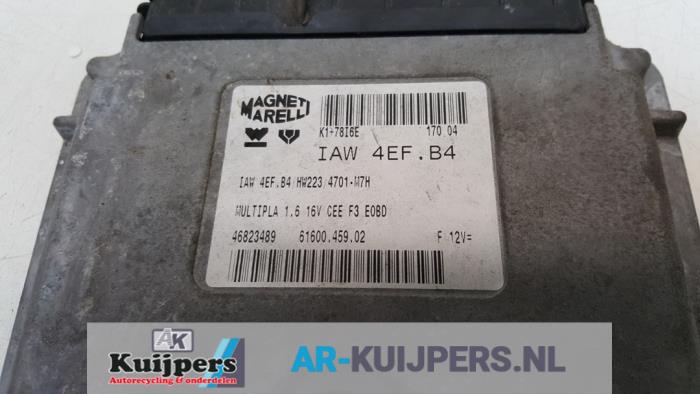 MAGNETI
MARELLI
K1+78I6E 170 04
IAW 4EF.B4
IAW 4EF.B4 HW223 4701-M7H
MULTIPLA 1.6 16V CEE F3 EOBD
46823489 61600.459.02 F 12V=
AK
Kuijpers
Autorecycling & onderdelen
AR-KUIJPERS.NL